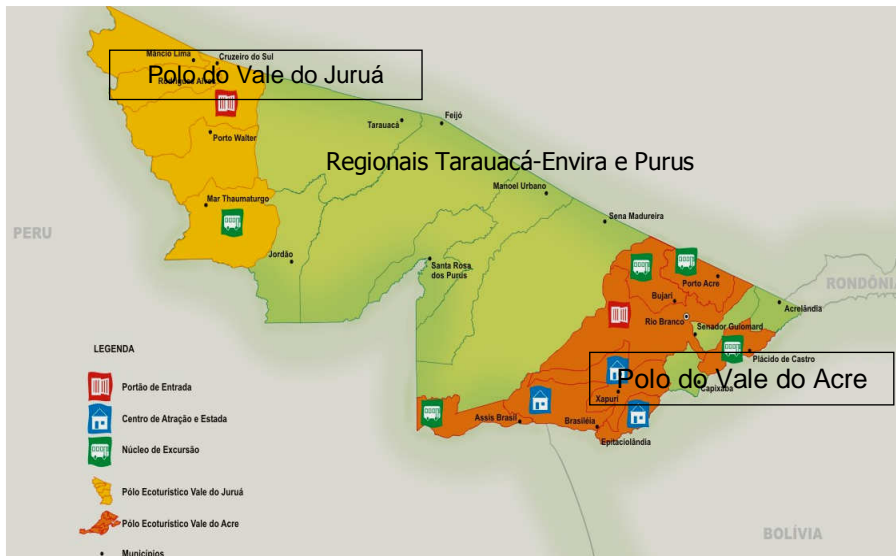 Mâncio Lima
Cruzeiro do Sul
Polo do Vale do Juruá
Rodrigues Alves
Porto Walter
Tarauacá
Feijó
Regionais Tarauacá-Envira e Purus
Manoel Urbano
Mar Thaumaturgo
PERU
Sena Madureira
Jordão
Santa Rosa
dos Purus
Porto Acre
RONDÔNIA
Bujari
Acrelândia
Rio Branco
Senador Guiomard
Plácido de Castro
Polo do Vale do Acre
Capixaba
Xapuri
Assis Brasil
Brasiléia
Epitaciolândia
BOLÍVIA
LEGENDA
Portão de Entrada
Centro de Atração e Estada
Núcleo de Excursão
Pólo Ecoturístico Vale do Juruá
Pólo Ecoturístico Vale do Acre
Municípios